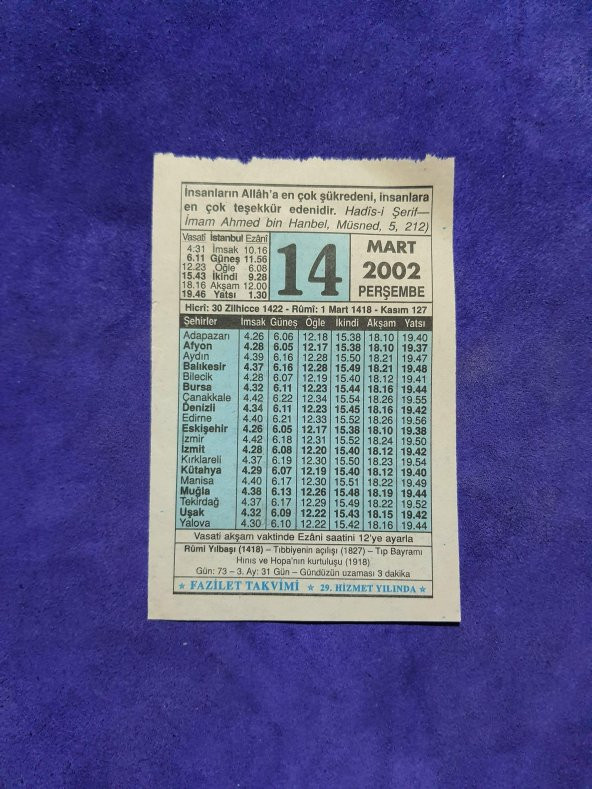 İnsanların Allâh'a en çok şükredeni, insanlara
en çok teşekkür edenidir. Hadîs-i Şerif—
İmam Ahmed bin Hanbel, Müsned, 5, 212)
Vasatî İstanbul Ezânî
4:31 İmsak 10.16
6.11 Güneş 11.56
12.23 Öğle 6.08
15.43 İkindi 9.28
18.16 Akşam 12.00
19.46 Yatsı 1.30
14
MART
2002
PERŞEMBE
Hicrî: 30 Zilhicce 1422 - Rûmî: 1 Mart 1418 - Kasım 127
Şehirler İmsak Güneş Öğle İkindi Akşam Yatsı
Adapazarı 4.26 6.06 12.18 15.38 18.10 19.40
Afyon 4.28 6.05 12.17 15.38 18.10 19.37
Aydın 4.39 6.16 12.28 15.50 18.21 19.47
Balıkesir 4.37 6.16 12.28 15.49 18.21 19.48
Bilecik 4.28 6.07 12.19 15.40 18.12 19.41
Bursa 4.32 6.11 12.23 15.44 18.16 19.44
Çanakkale 4.42 6.22 12.34 15.54 18.26 19.55
Denizli 4.34 6.11 12.23 15.45 18.16 19.42
Edirne 4.40 6.21 12.33 15.52 18.26 19.56
Eskişehir 4.26 6.05 12.17 15.38 18.10 19.38
İzmir 4.42 6.18 12.31 15.52 18.24 19.50
İzmit 4.28 6.08 12.20 15.40 18.12 19.42
Kırklareli 4.37 6.19 12.30 15.50 18.23 19.54
Kütahya 4.29 6.07 12.19 15.40 18.12 19.40
Manisa 4.40 6.17 12.30 15.51 18.22 19.49
Muğla 4.38 6.13 12.26 15.48 18.19 19.44
Tekirdağ 4.37 6.17 12.29 15.49 18.22 19.52
Uşak 4.32 6.09 12.22 15.43 18.15 19.42
Yalova 4.30 6.10 12.22 15.42 18.16 19.44
Vasatî akşam vaktinde Ezânî saatini 12'ye ayarla
Rûmî Yılbaşı (1418) – Tıbbiyenin açılışı (1827) – Tıp Bayramı
Hınıs ve Hopa'nın kurtuluşu (1918)
Gün: 73 – 3. Ay: 31 Gün – Gündüzün uzaması 3 dakika
★ FAZİLET TAKVİMİ ★ 29. HİZMET YILINDA ★